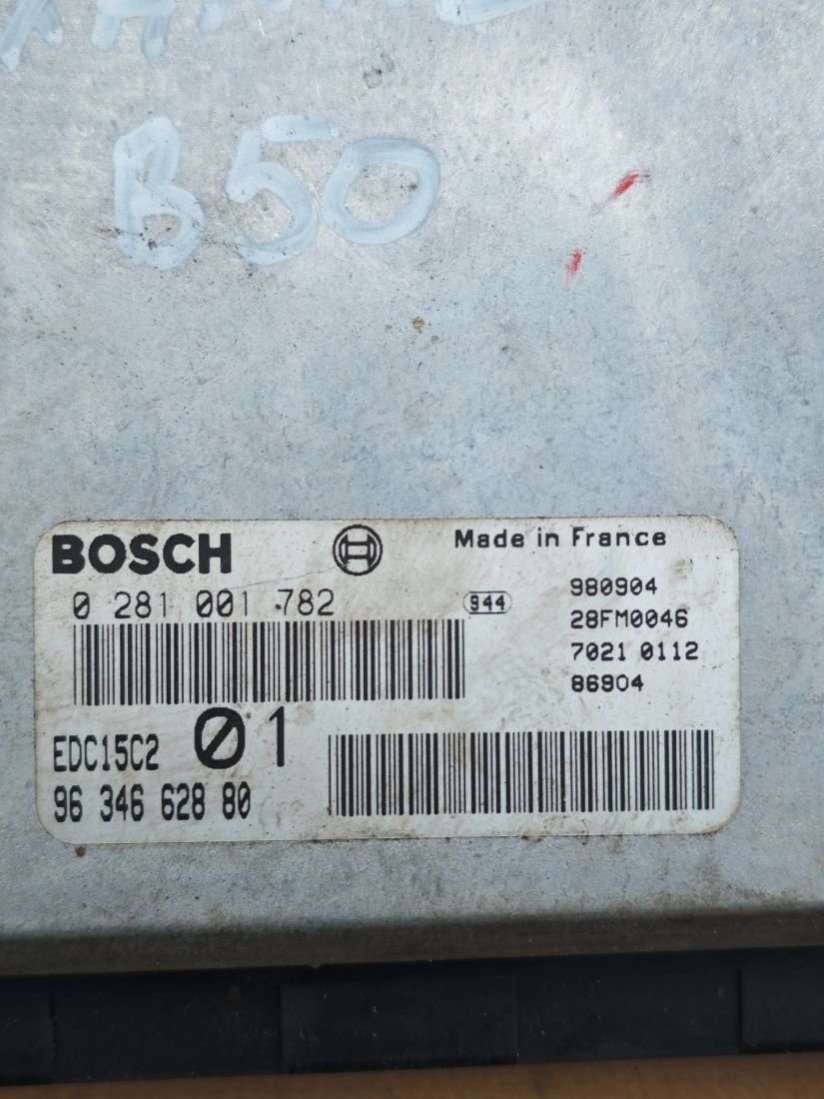 B50
BOSCH
Made in France
0 281 001 782
944
980904
28FM0046
7021 0112
86904
EDC15C2 01
96 346 628 80